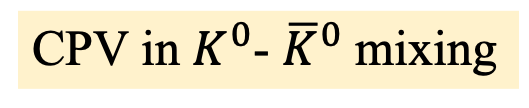 CPV in K⁰- K̅⁰ mixing